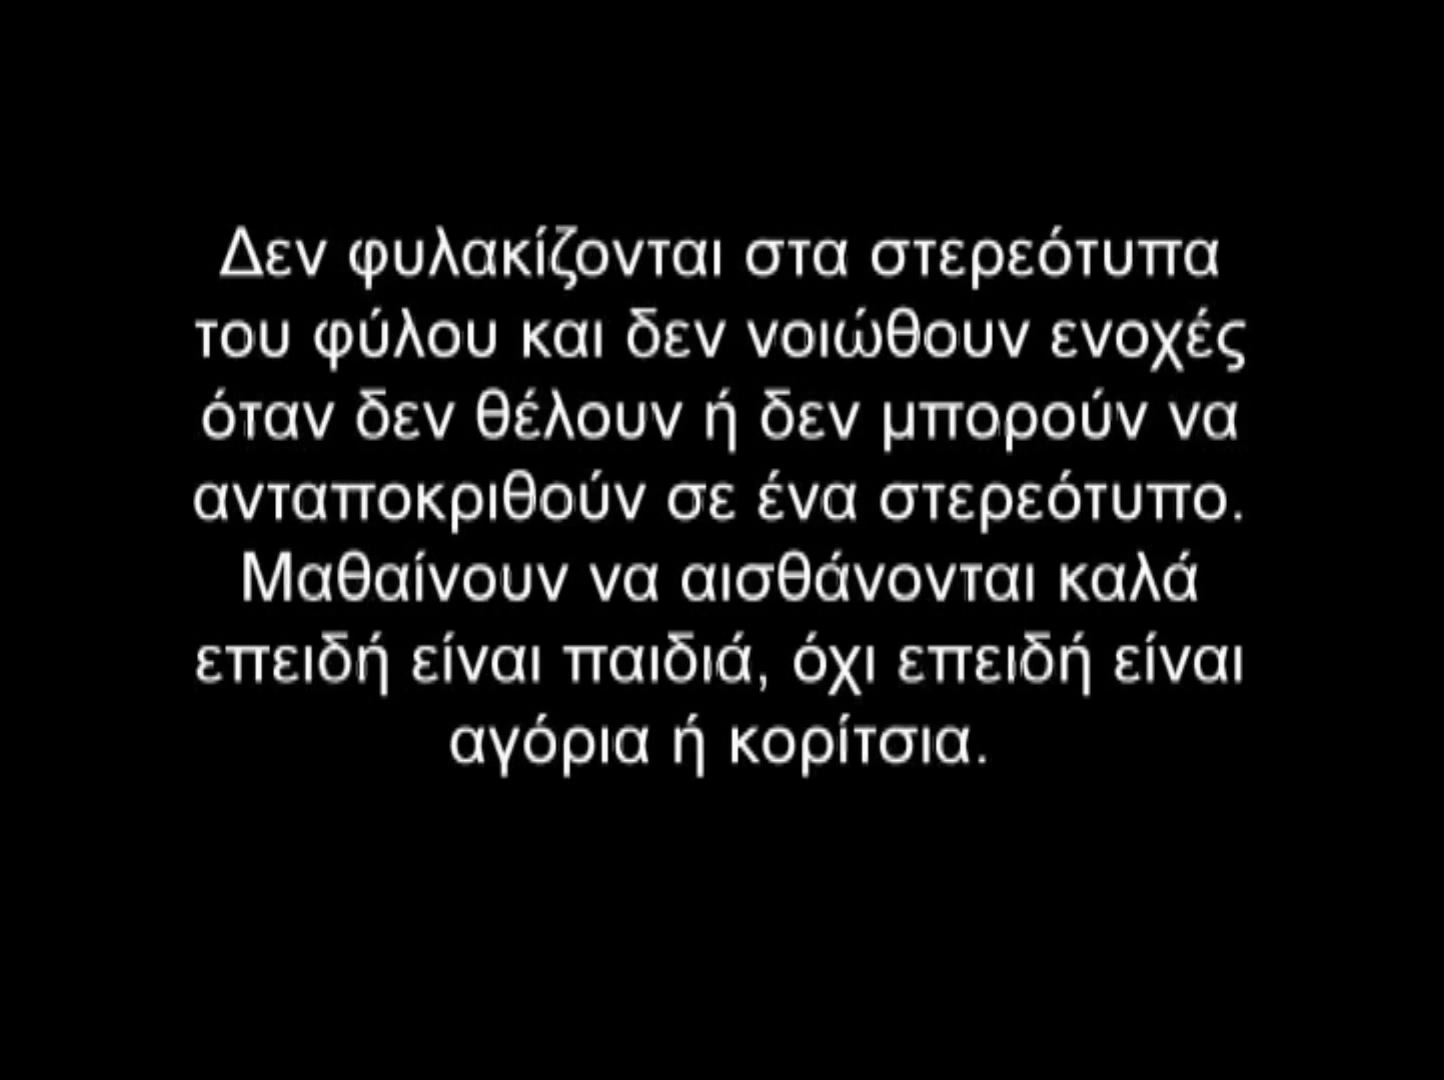 Δεν φυλακίζονται στα στερεότυπα
του φύλου και δεν νοιώθουν ενοχές
όταν δεν θέλουν ή δεν μπορούν να
ανταποκριθούν σε ένα στερεότυπο.
Μαθαίνουν να αισθάνονται καλά
επειδή είναι παιδιά, όχι επειδή είναι
αγόρια ή κορίτσια.